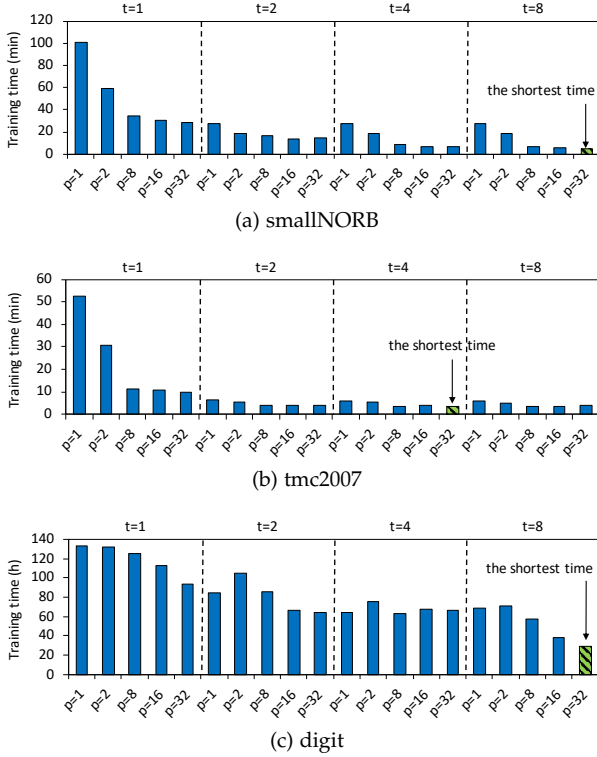 t=1 t=2 t=4 t=8
120
100
80
60
40
20
0
Training time (min)
the shortest time
p=1 p=2 p=8 p=16 p=32 p=1 p=2 p=8 p=16 p=32 p=1 p=2 p=8 p=16 p=32 p=1 p=2 p=8 p=16 p=32
(a) smallNORB
t=1 t=2 t=4 t=8
60
50
40
30
20
10
0
Training time (min)
the shortest time
p=1 p=2 p=8 p=16 p=32 p=1 p=2 p=8 p=16 p=32 p=1 p=2 p=8 p=16 p=32 p=1 p=2 p=8 p=16 p=32
(b) tmc2007
t=1 t=2 t=4 t=8
140
120
100
80
60
40
20
0
Training time (h)
the shortest time
p=1 p=2 p=8 p=16 p=32 p=1 p=2 p=8 p=16 p=32 p=1 p=2 p=8 p=16 p=32 p=1 p=2 p=8 p=16 p=32
(c) digit